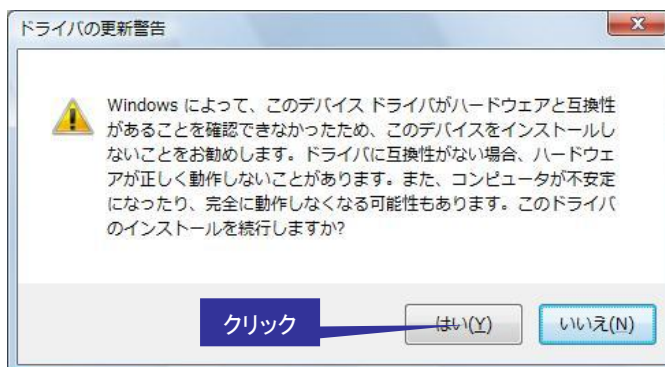 ドライバの更新警告
Windows によって、このデバイス ドライバがハードウェアと互換性
があることを確認できなかったため、このデバイスをインストールし
ないことをお勧めします。ドライバに互換性がない場合、ハードウェ
アが正しく動作しないことがあります。また、コンピュータが不安定
になったり、完全に動作しなくなる可能性もあります。このドライバ
のインストールを続行しますか?
クリック
はい(Y)
いいえ(N)